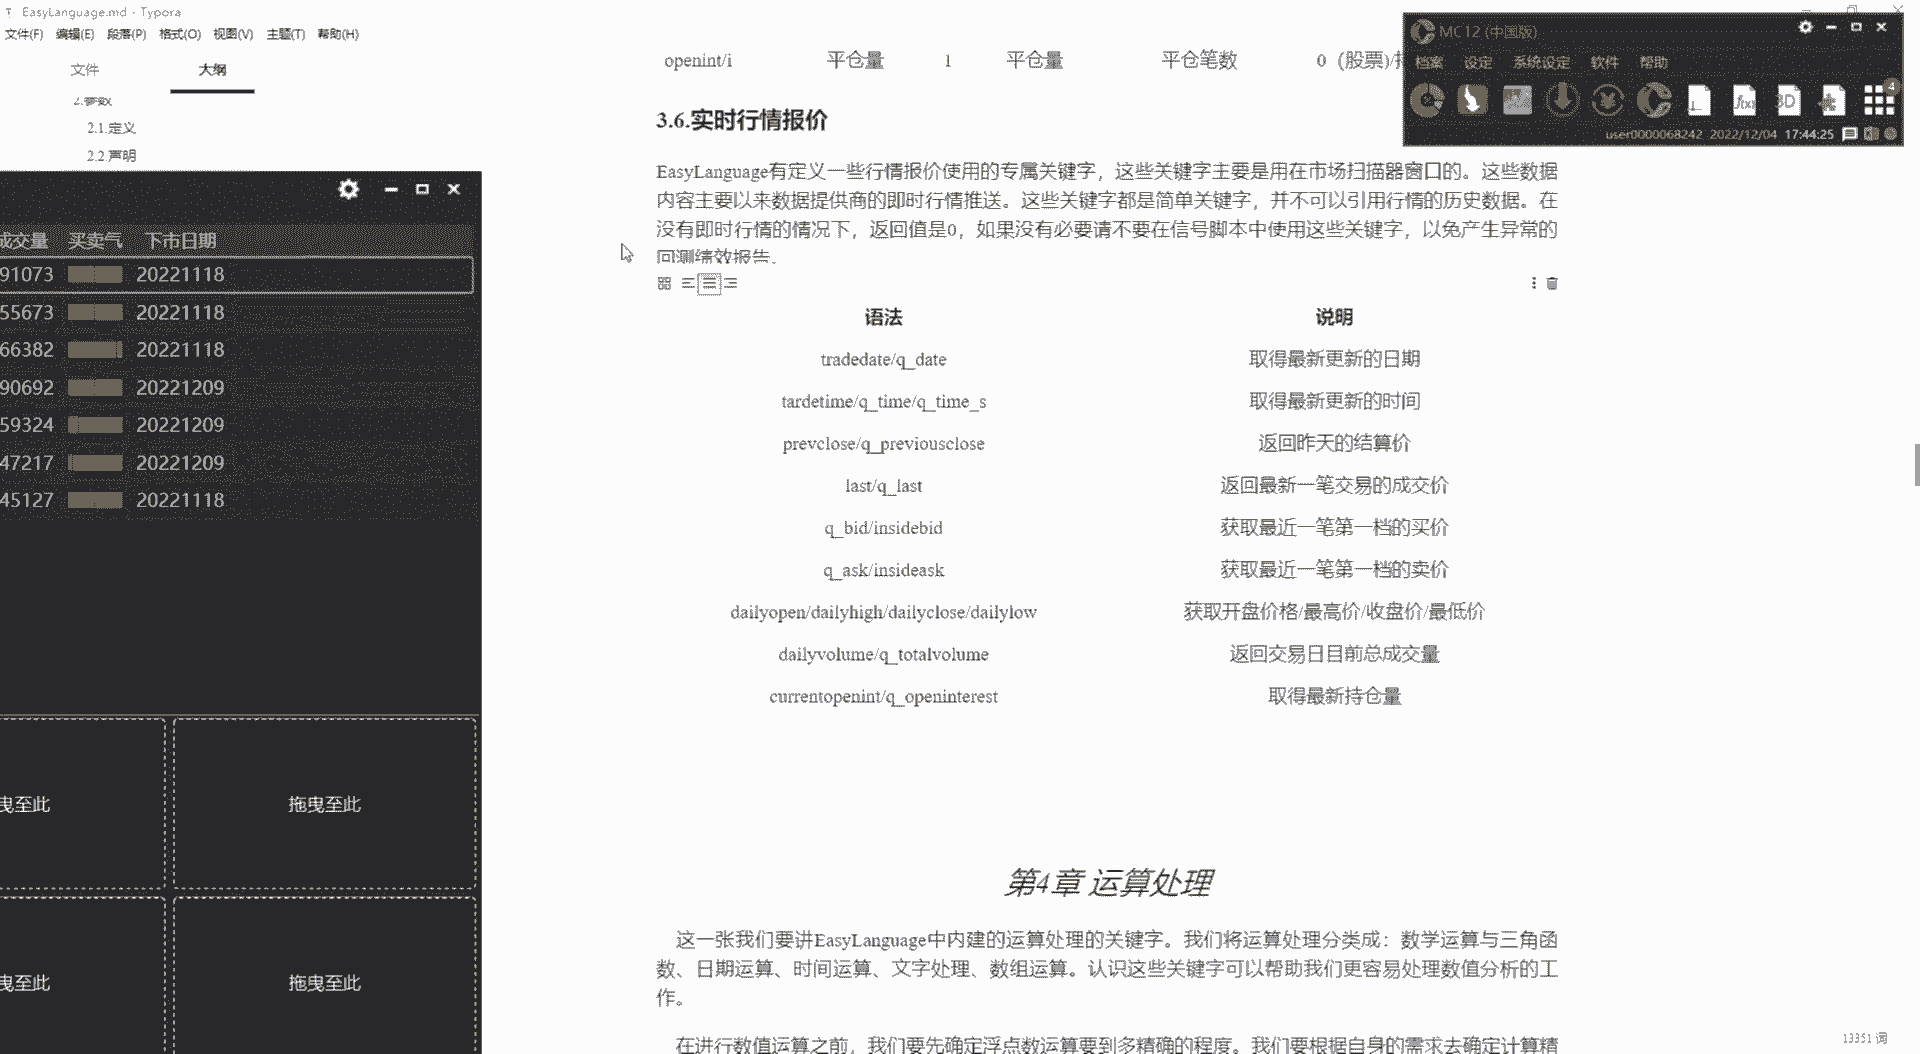 EasyLanguage.md - Typora
文件(F) 编辑(E) 段落(P) 格式(O) 视图(V) 主题(T) 帮助(H)
文件 大纲
2.参数
2.1.定义
2.2.声明
成交量 买卖气 下市日期
91073 20221118
55673 20221118
66382 20221118
90692 20221209
59324 20221209
47217 20221209
45127 20221118
曳至此 拖曳至此
曳至此 拖曳至此
openint/i 平仓量 1 平仓量 平仓笔数 0（股票)/
3.6.实时行情报价
EasyLanguage有定义一些行情报价使用的专属关键字，这些关键字主要是用在市场扫描器窗口的。这些数据
内容主要以来数据提供商的即时行情推送。这些关键字都是简单关键字，并不可以引用行情的历史数据。在
没有即时行情的情况下，返回值是0，如果没有必要请不要在信号脚本中使用这些关键字，以免产生异常的
回测绩效报告。
语法 说明
tradedate/q_date 取得最新更新的日期
tardetime/q_time/q_time_s 取得最新更新的时间
prevclose/q_previousclose 返回昨天的结算价
last/q_last 返回最新一笔交易的成交价
q_bid/insidebid 获取最近一笔第一档的买价
q_ask/insideask 获取最近一笔第一档的卖价
dailyopen/dailyhigh/dailyclose/dailylow 获取开盘价格/最高价/收盘价/最低价
dailyvolume/q_totalvolume 返回交易日目前总成交量
currentopenint/q_openinterest 取得最新持仓量
第4章 运算处理
这一张我们要讲EasyLanguage中内建的运算处理的关键字。我们将运算处理分类成：数学运算与三角函
数、日期运算、时间运算、文字处理、数组运算。认识这些关键字可以帮助我们更容易处理数值分析的工
作。
在进行数值运算之前，我们要先确定浮点数运算要到多精确的程度。我们要根据自身的需求去确定计算精
13351 词
MC12 (中国版)
档案 设定 系统设定 软件 帮助
f(x) 3D 4
user0000068242 2022/12/04 17:44:25